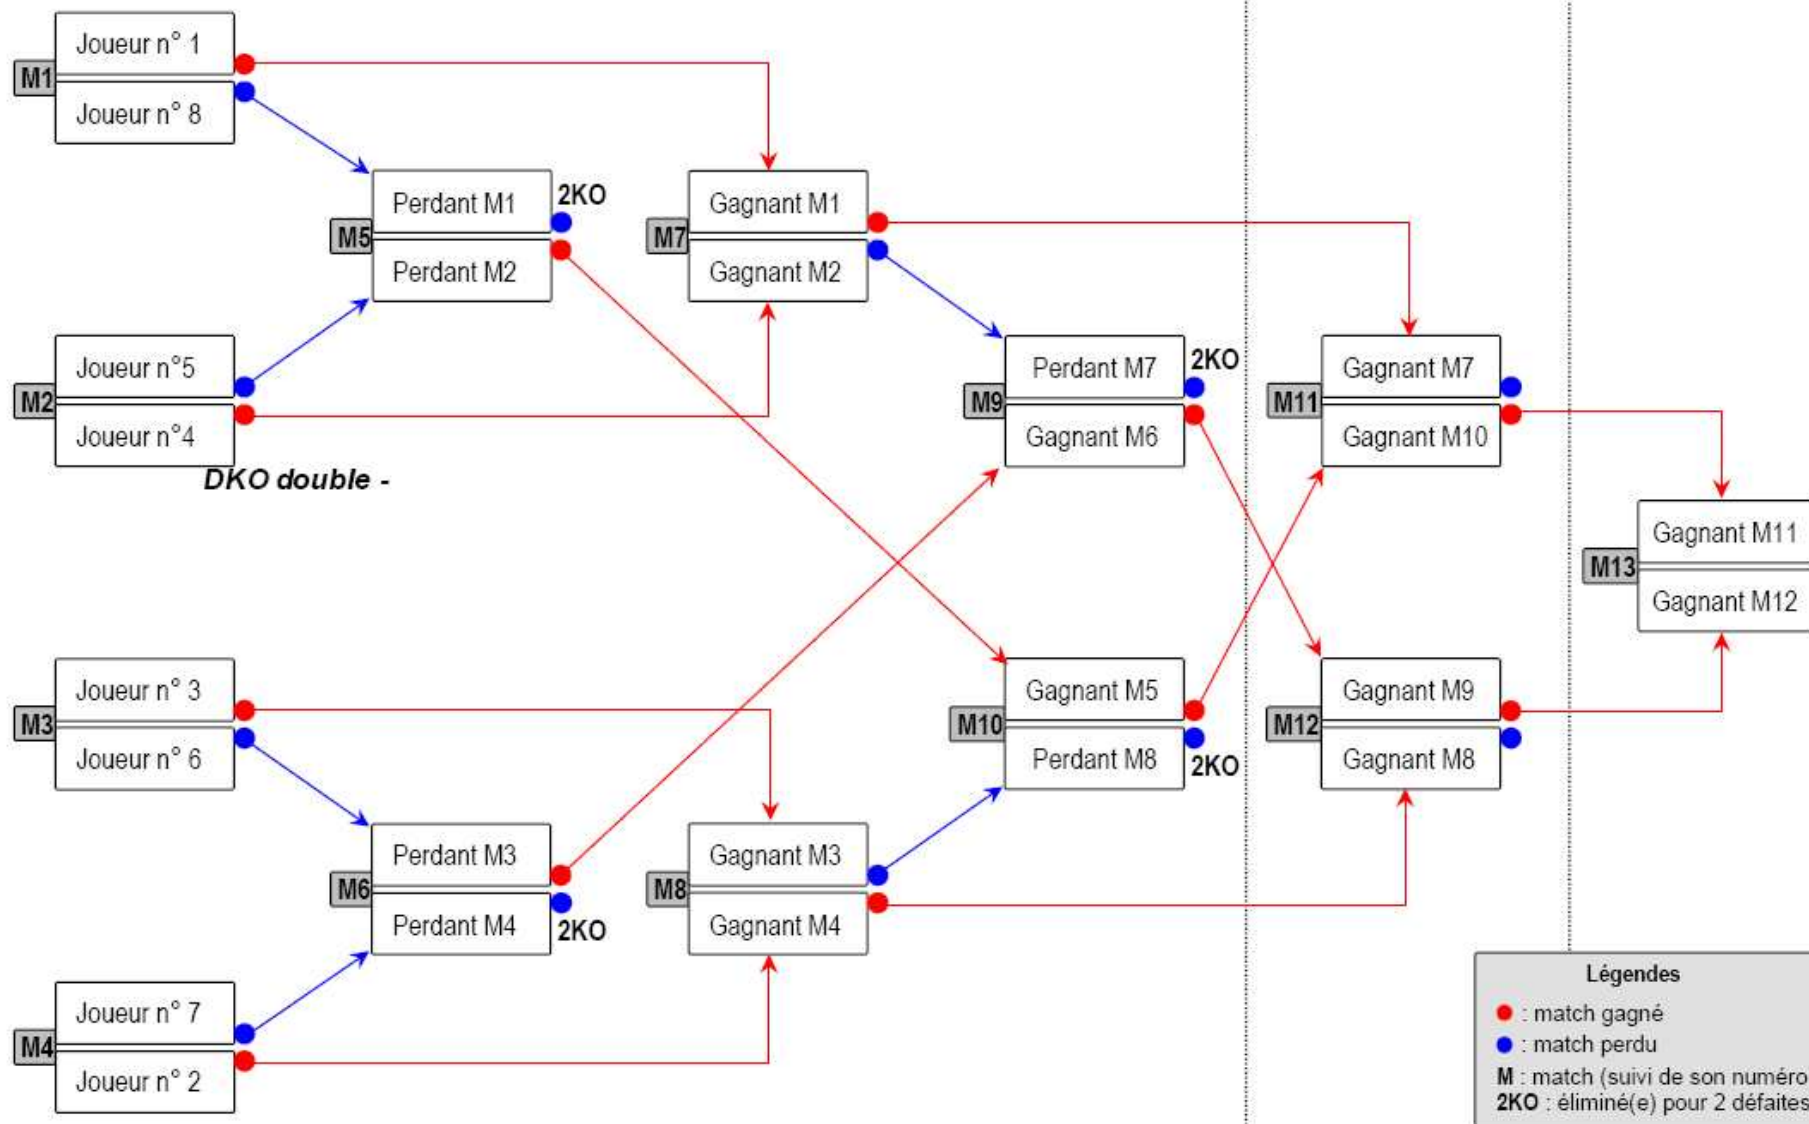 Joueur n° 1
M1
Joueur n° 8
Perdant M1
2KO
M5
Perdant M2
Gagnant M1
M7
Gagnant M2
Joueur n°5
M2
Joueur n°4
DKO double -
Perdant M7
2KO
M9
Gagnant M6
Gagnant M7
M11
Gagnant M10
Gagnant M11
M13
Gagnant M12
Joueur n° 3
M3
Joueur n° 6
Gagnant M5
M10
Perdant M8
2KO
Gagnant M9
M12
Gagnant M8
Perdant M3
M6
Perdant M4
2KO
Gagnant M3
M8
Gagnant M4
Joueur n° 7
M4
Joueur n° 2
Légendes
: match gagné
: match perdu
M : match (suivi de son numéro
2KO : éliminé(e) pour 2 défaites